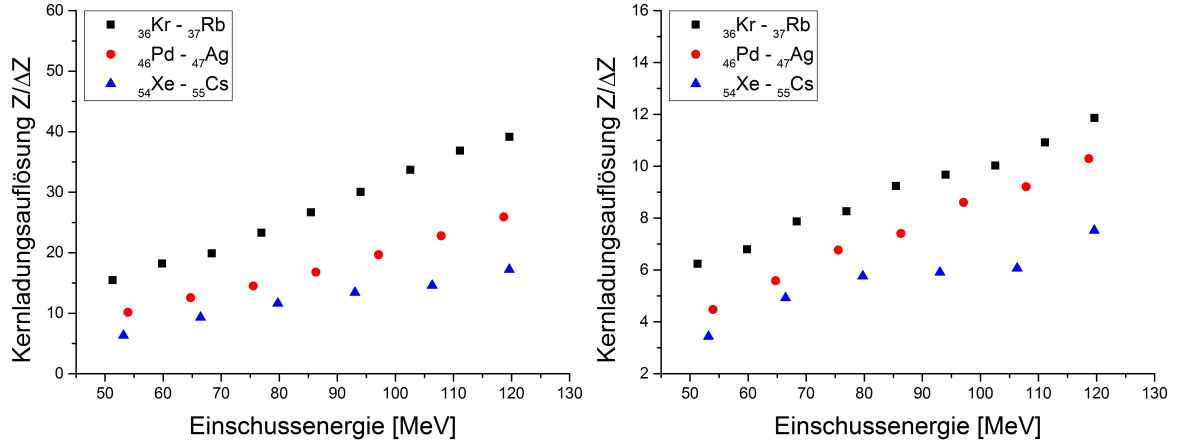 Kernladungsauflösung Z/ΔZ
60
50
40
30
20
10
0
₃₆Kr - ₃₇Rb
₄₆Pd - ₄₇Ag
₅₄Xe - ₅₅Cs
50 60 70 80 90 100 110 120 130
Einschussenergie [MeV]
Kernladungsauflösung Z/ΔZ
16
14
12
10
8
6
4
2
₃₆Kr - ₃₇Rb
₄₆Pd - ₄₇Ag
₅₄Xe - ₅₅Cs
50 60 70 80 90 100 110 120 130
Einschussenergie [MeV]